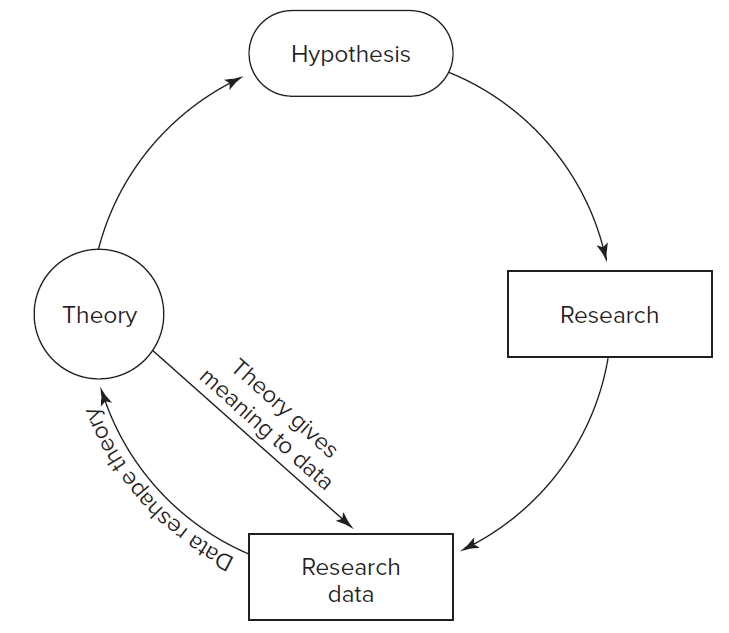 Hypothesis
Theory
Research
Theory gives
meaning to data
Data reshape theory
Research
data